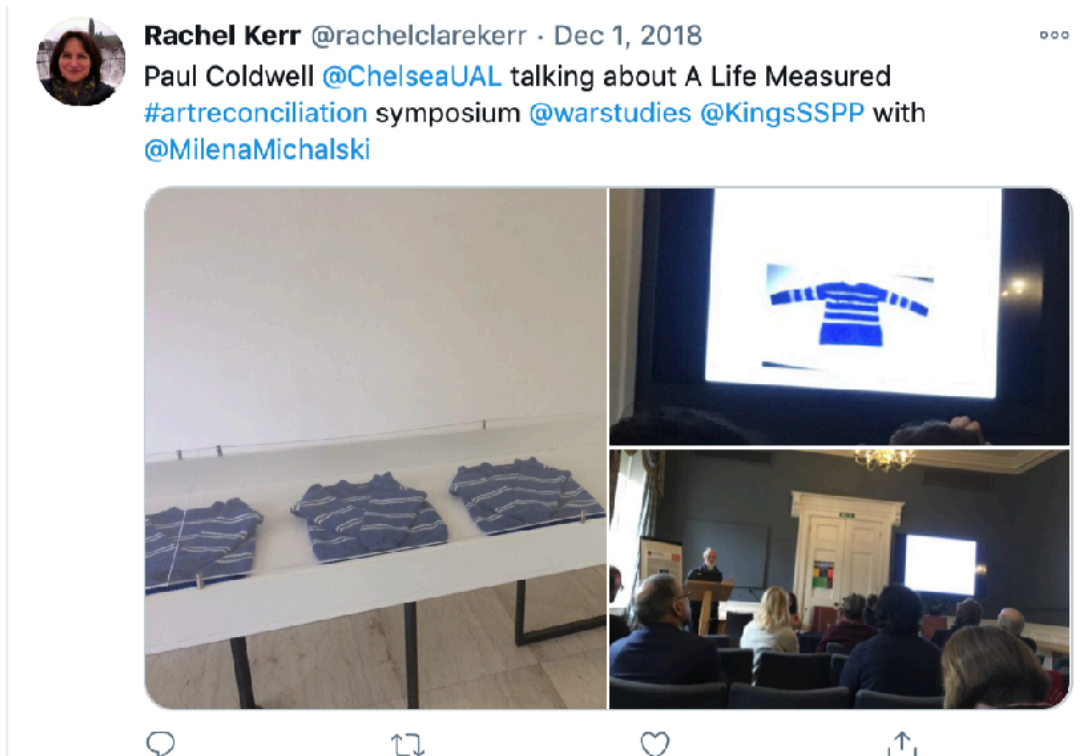 Rachel Kerr @rachelclarekerr · Dec 1, 2018
Paul Coldwell @ChelseaUAL talking about A Life Measured
#artreconciliation symposium @warstudies @KingsSSPP with
@MilenaMichalski